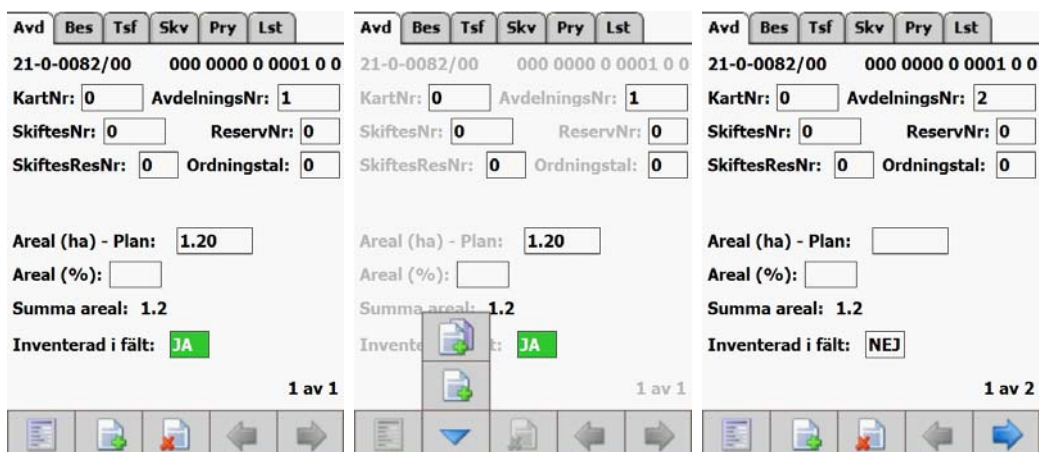 Avd Bes Tsf Skv Pry Lst
21-0-0082/00 000 0000 0 0001 0 0
KartNr: 0 AvdelningsNr: 1
SkiftesNr: 0 ReservNr: 0
SkiftesResNr: 0 Ordningstal: 0
Areal (ha) - Plan: 1.20
Areal (%):
Summa areal: 1.2
Inventerad i fält: JA
1 av 1
Avd Bes Tsf Skv Pry Lst
21-0-0082/00 000 0000 0 0001 0 0
KartNr: 0 AvdelningsNr: 1
SkiftesNr: 0 ReservNr: 0
SkiftesResNr: 0 Ordningstal: 0
Areal (ha) - Plan: 1.20
Areal (%):
Summa areal: 1.2
Invente t: JA
1 av 1
Avd Bes Tsf Skv Pry Lst
21-0-0082/00 000 0000 0 0001 0 0
KartNr: 0 AvdelningsNr: 2
SkiftesNr: 0 ReservNr: 0
SkiftesResNr: 0 Ordningstal: 0
Areal (ha) - Plan:
Areal (%):
Summa areal: 1.2
Inventerad i fält: NEJ
1 av 2